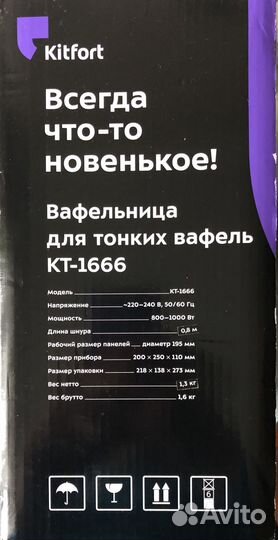 Kitfort
Всегда
что-то
новенькое!
Вафельница
для тонких вафель
КТ-1666
Модель КТ-1666
Напряжение ~220–240 В, 50/60 Гц
Мощность 800–1000 Вт
Длина шнура 0,8 м
Рабочий размер панелей диаметр 195 мм
Размер прибора 200 × 250 × 110 мм
Размер упаковки 218 × 138 × 273 мм
Вес нетто 1,3 кг
Вес брутто 1,6 кг
6
Avito